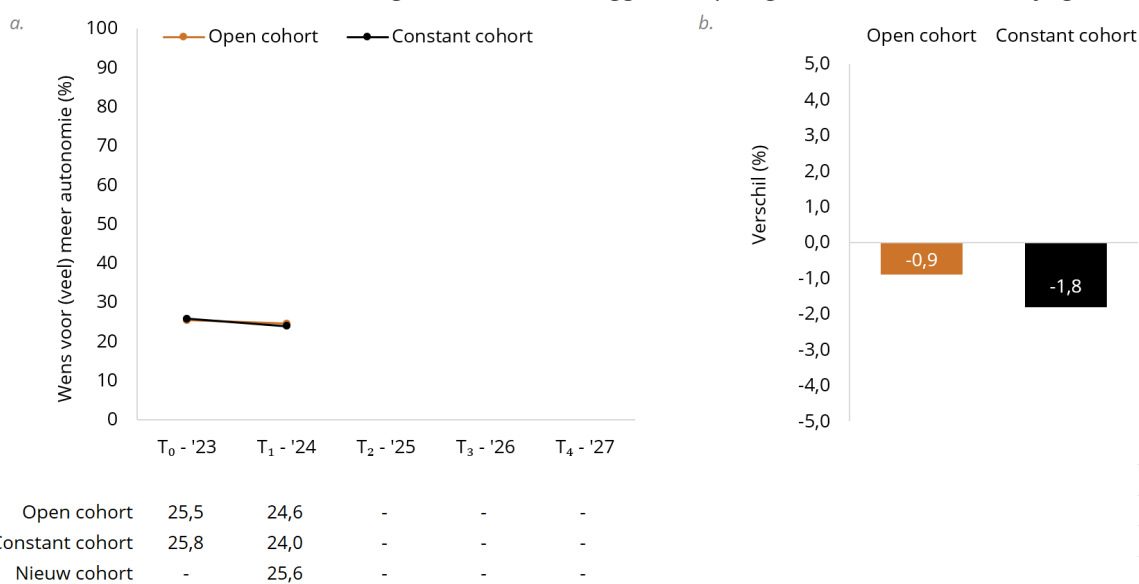 a.
Open cohort Constant cohort
Wens voor (veel) meer autonomie (%)
100
90
80
70
60
50
40
30
20
10
0
T₀ - '23 T₁ - '24 T₂ - '25 T₃ - '26 T₄ - '27
Open cohort 25,5 24,6 - - -
Constant cohort 25,8 24,0 - - -
Nieuw cohort - 25,6 - - -
b.
Open cohort Constant cohort
Verschil (%)
5,0
4,0
3,0
2,0
1,0
0,0
-1,0
-2,0
-3,0
-4,0
-5,0
-0,9
-1,8